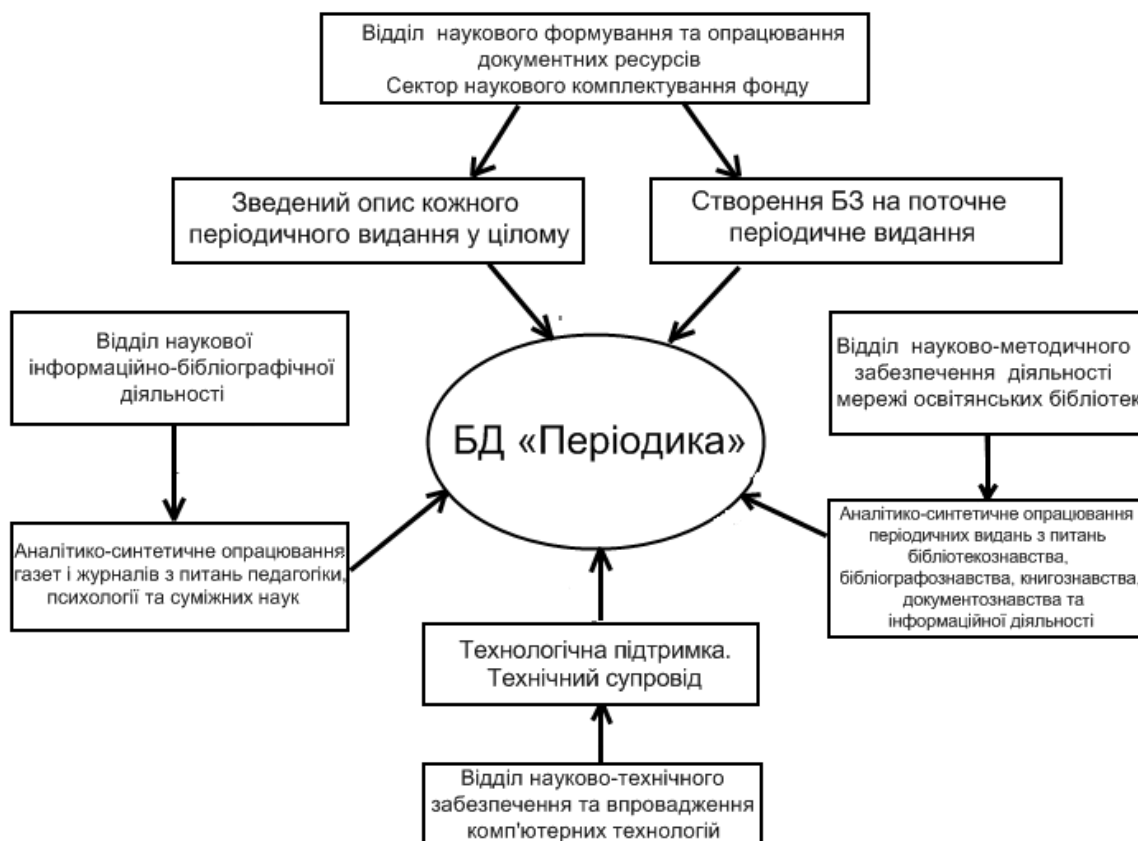 Відділ наукового формування та опрацювання
документних ресурсів
Сектор наукового комплектування фонду
Зведений опис кожного
періодичного видання у цілому
Створення БЗ на поточне
періодичне видання
Відділ наукової
інформаційно-бібліографічної
діяльності
Відділ науково-методичного
забезпечення діяльності
мережі освітянських бібліотек
БД «Періодика»
Аналітико-синтетичне опрацювання
газет і журналів з питань педагогіки,
психології та суміжних наук
Аналітико-синтетичне опрацювання
періодичних видань з питань
бібліотекознавства,
бібліографознавства, книгознавства,
документознавства та
інформаційної діяльності
Технологічна підтримка.
Технічний супровід
Відділ науково-технічного
забезпечення та впровадження
комп'ютерних технологій